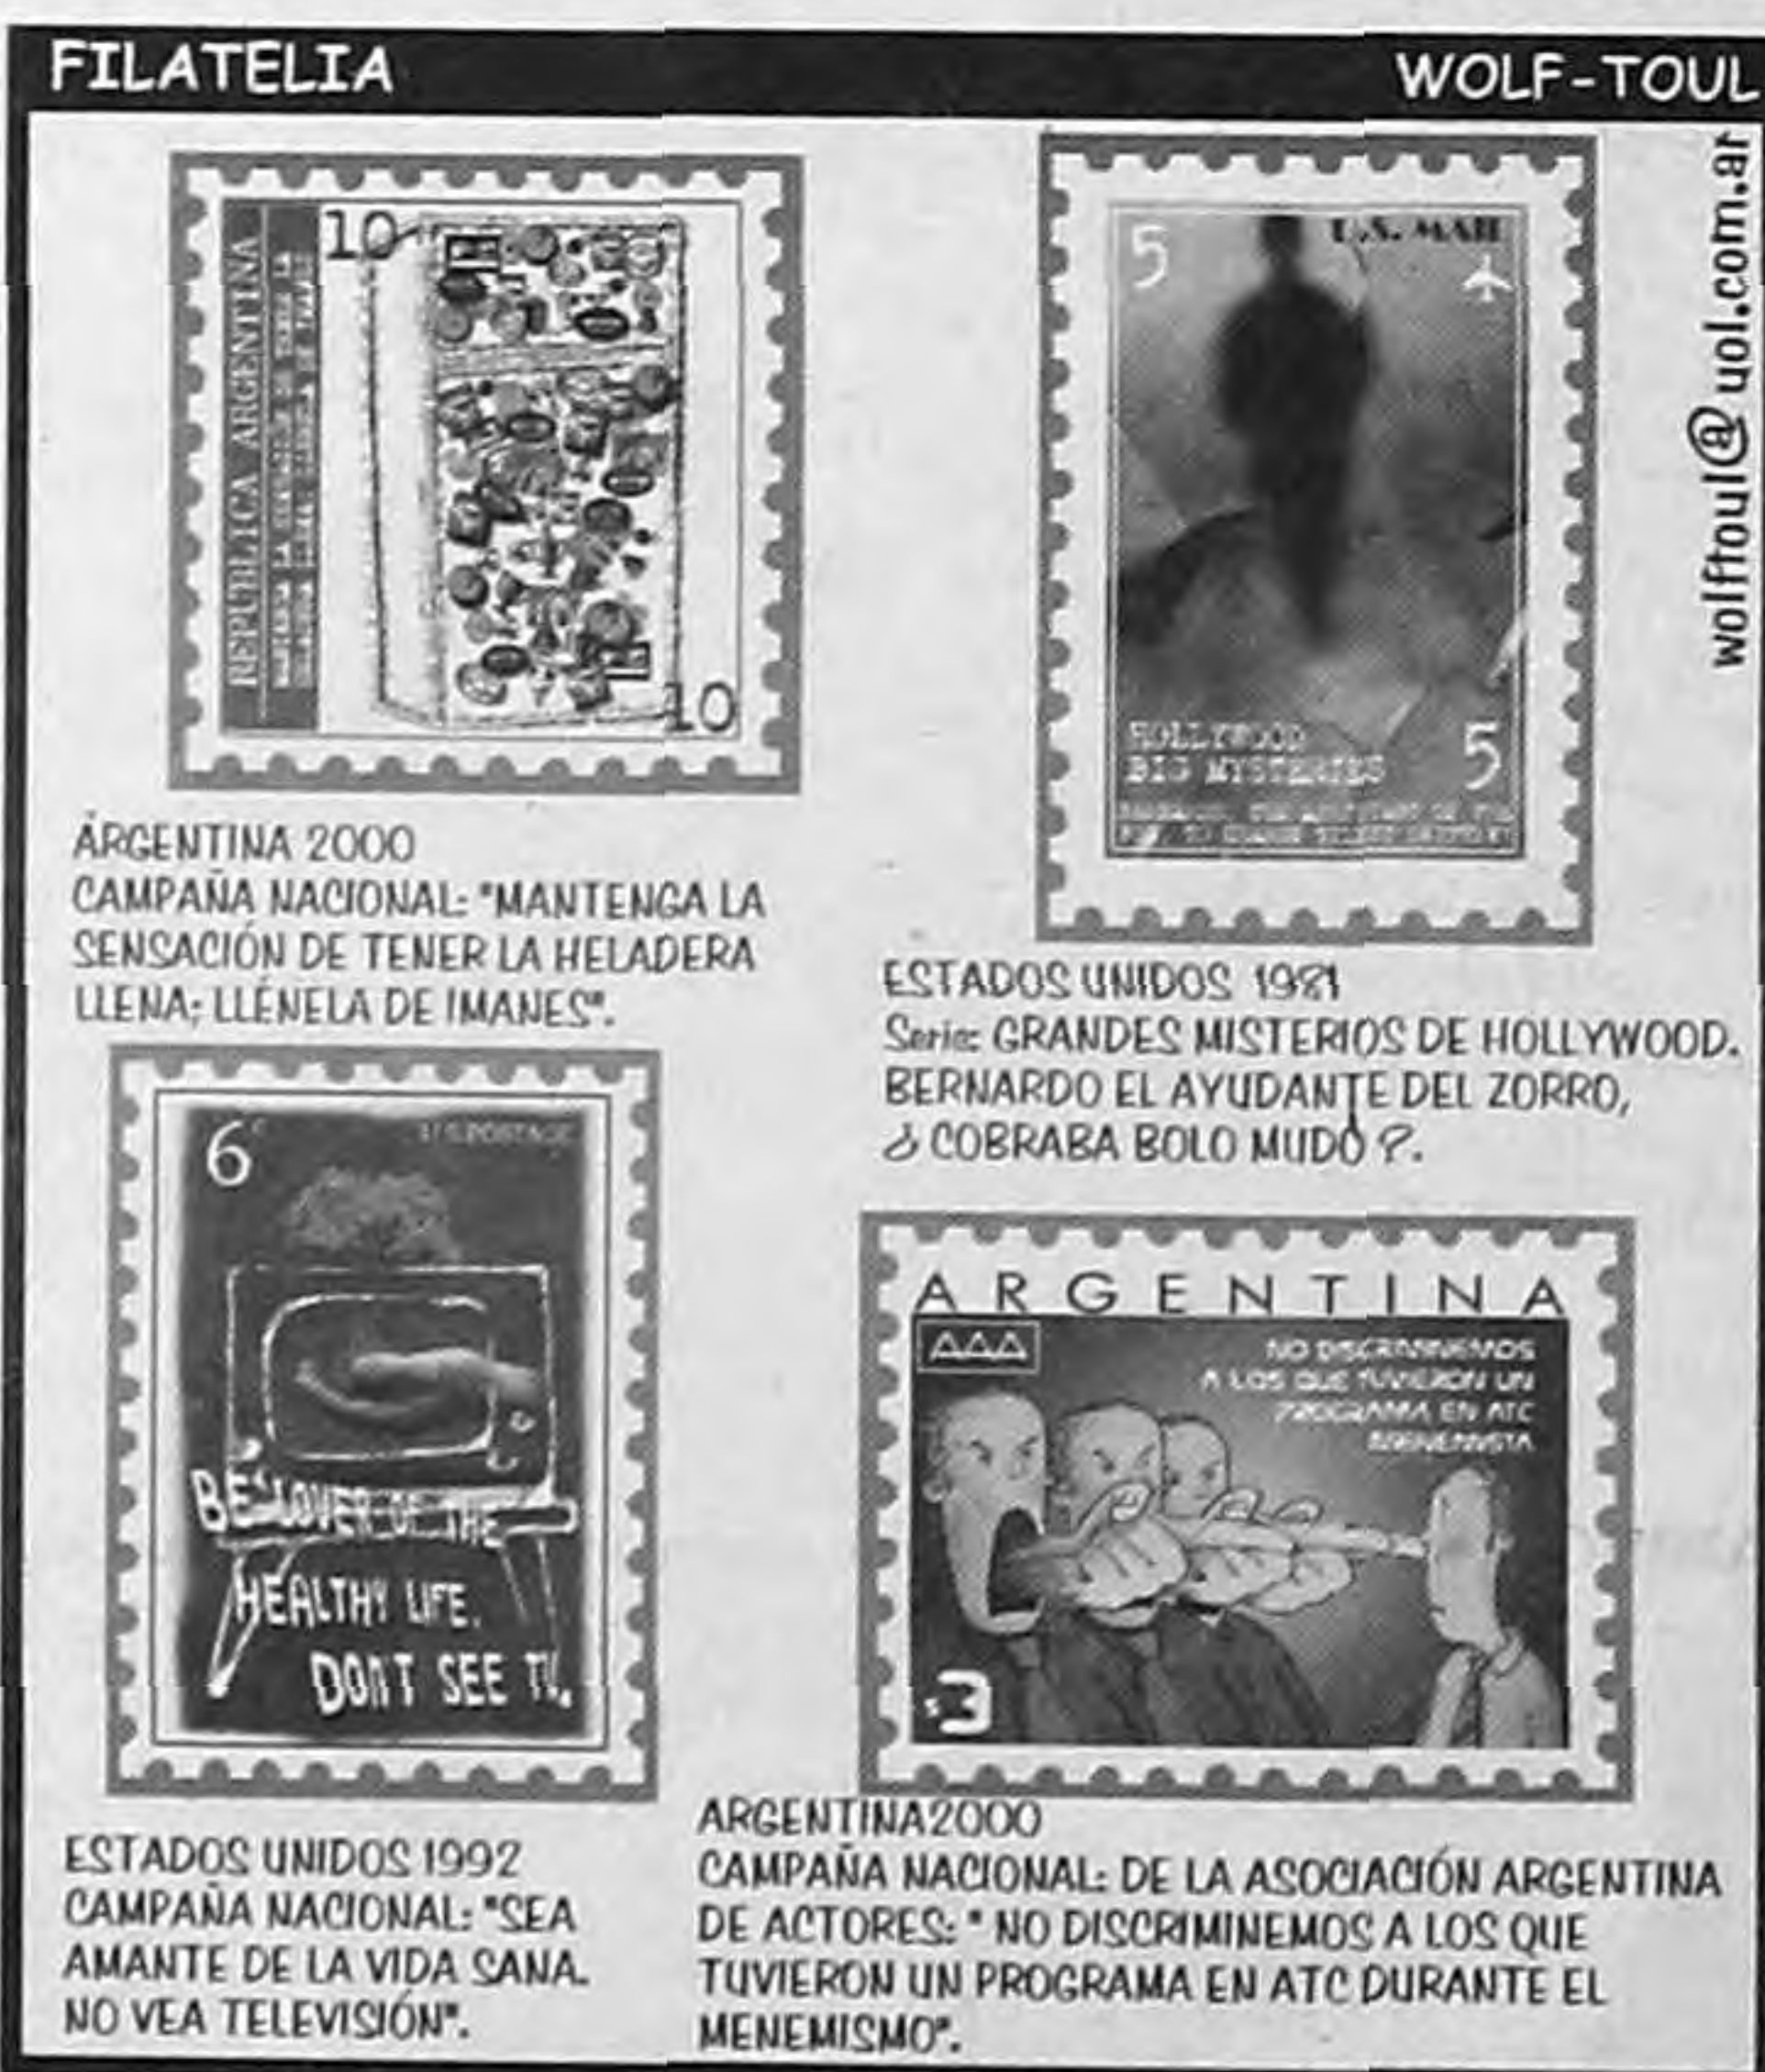 FILATELIA
WOLF-TOUL
wolftoul@uol.com.ar
REPUBLICA ARGENTINA
10
10
ÁRGENTINA 2000
CAMPAÑA NACIONAL: "MANTENGA LA
SENSACIÓN DE TENER LA HELADERA
LLENA; LLÉNELA DE IMANES".
5
U.S. MAIL
HOLLYWOOD
BIG MYSTERIES
5
ESTADOS UNIDOS 1981
Serie: GRANDES MISTERIOS DE HOLLYWOOD.
BERNARDO EL AYUDANTE DEL ZORRO,
¿ COBRABA BOLO MUDO ?.
6c
U.S. POSTAGE
BE LOVER OF THE
HEALTHY LIFE.
DON'T SEE TV.
ESTADOS UNIDOS 1992
CAMPAÑA NACIONAL: "SEA
AMANTE DE LA VIDA SANA.
NO VEA TELEVISIÓN".
ARGENTINA
AAA
NO DISCRIMINEMOS
A LOS QUE TUVIERON UN
PROGRAMA EN ATC
MENEMISTA
3
ARGENTINA2000
CAMPAÑA NACIONAL: DE LA ASOCIACIÓN ARGENTINA
DE ACTORES: " NO DISCRIMINEMOS A LOS QUE
TUVIERON UN PROGRAMA EN ATC DURANTE EL
MENEMISMO".